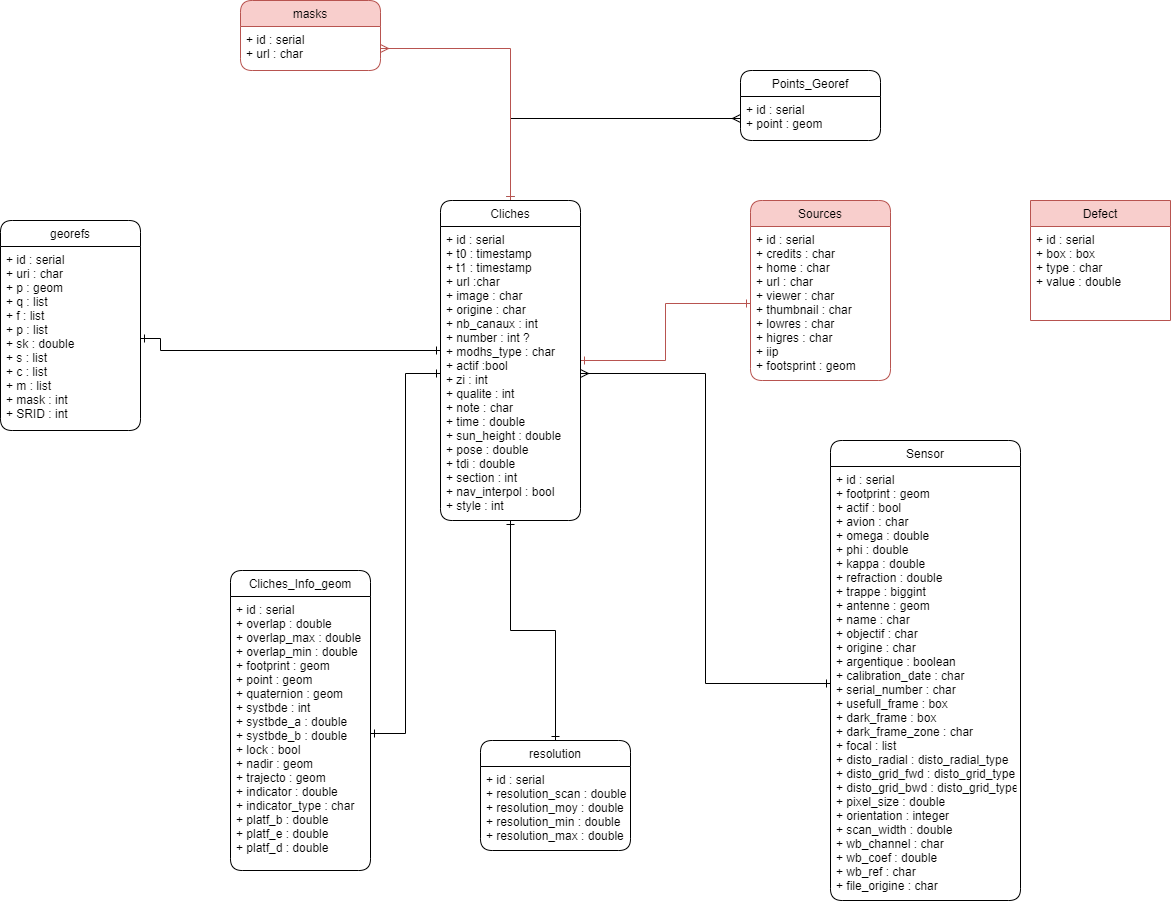 masks
+ id : serial
+ url : char
Points_Georef
+ id : serial
+ point : geom
georefs
+ id : serial
+ uri : char
+ p : geom
+ q : list
+ f : list
+ p : list
+ sk : double
+ s : list
+ c : list
+ m : list
+ mask : int
+ SRID : int
Cliches
+ id : serial
+ t0 : timestamp
+ t1 : timestamp
+ url :char
+ image : char
+ origine : char
+ nb_canaux : int
+ number : int ?
+ modhs_type : char
+ actif :bool
+ zi : int
+ qualite : int
+ note : char
+ time : double
+ sun_height : double
+ pose : double
+ tdi : double
+ section : int
+ nav_interpol : bool
+ style : int
Sources
+ id : serial
+ credits : char
+ home : char
+ url : char
+ viewer : char
+ thumbnail : char
+ lowres : char
+ higres : char
+ iip
+ footsprint : geom
Defect
+ id : serial
+ box : box
+ type : char
+ value : double
Cliches_Info_geom
+ id : serial
+ overlap : double
+ overlap_max : double
+ overlap_min : double
+ footprint : geom
+ point : geom
+ quaternion : geom
+ systbde : int
+ systbde_a : double
+ systbde_b : double
+ lock : bool
+ nadir : geom
+ trajecto : geom
+ indicator : double
+ indicator_type : char
+ platf_b : double
+ platf_e : double
+ platf_d : double
resolution
+ id : serial
+ resolution_scan : double
+ resolution_moy : double
+ resolution_min : double
+ resolution_max : double
Sensor
+ id : serial
+ footprint : geom
+ actif : bool
+ avion : char
+ omega : double
+ phi : double
+ kappa : double
+ refraction : double
+ trappe : biggint
+ antenne : geom
+ name : char
+ objectif : char
+ origine : char
+ argentique : boolean
+ calibration_date : char
+ serial_number : char
+ usefull_frame : box
+ dark_frame : box
+ dark_frame_zone : char
+ focal : list
+ disto_radial : disto_radial_type
+ disto_grid_fwd : disto_grid_type
+ disto_grid_bwd : disto_grid_type
+ pixel_size : double
+ orientation : integer
+ scan_width : double
+ wb_channel : char
+ wb_coef : double
+ wb_ref : char
+ file_origine : char